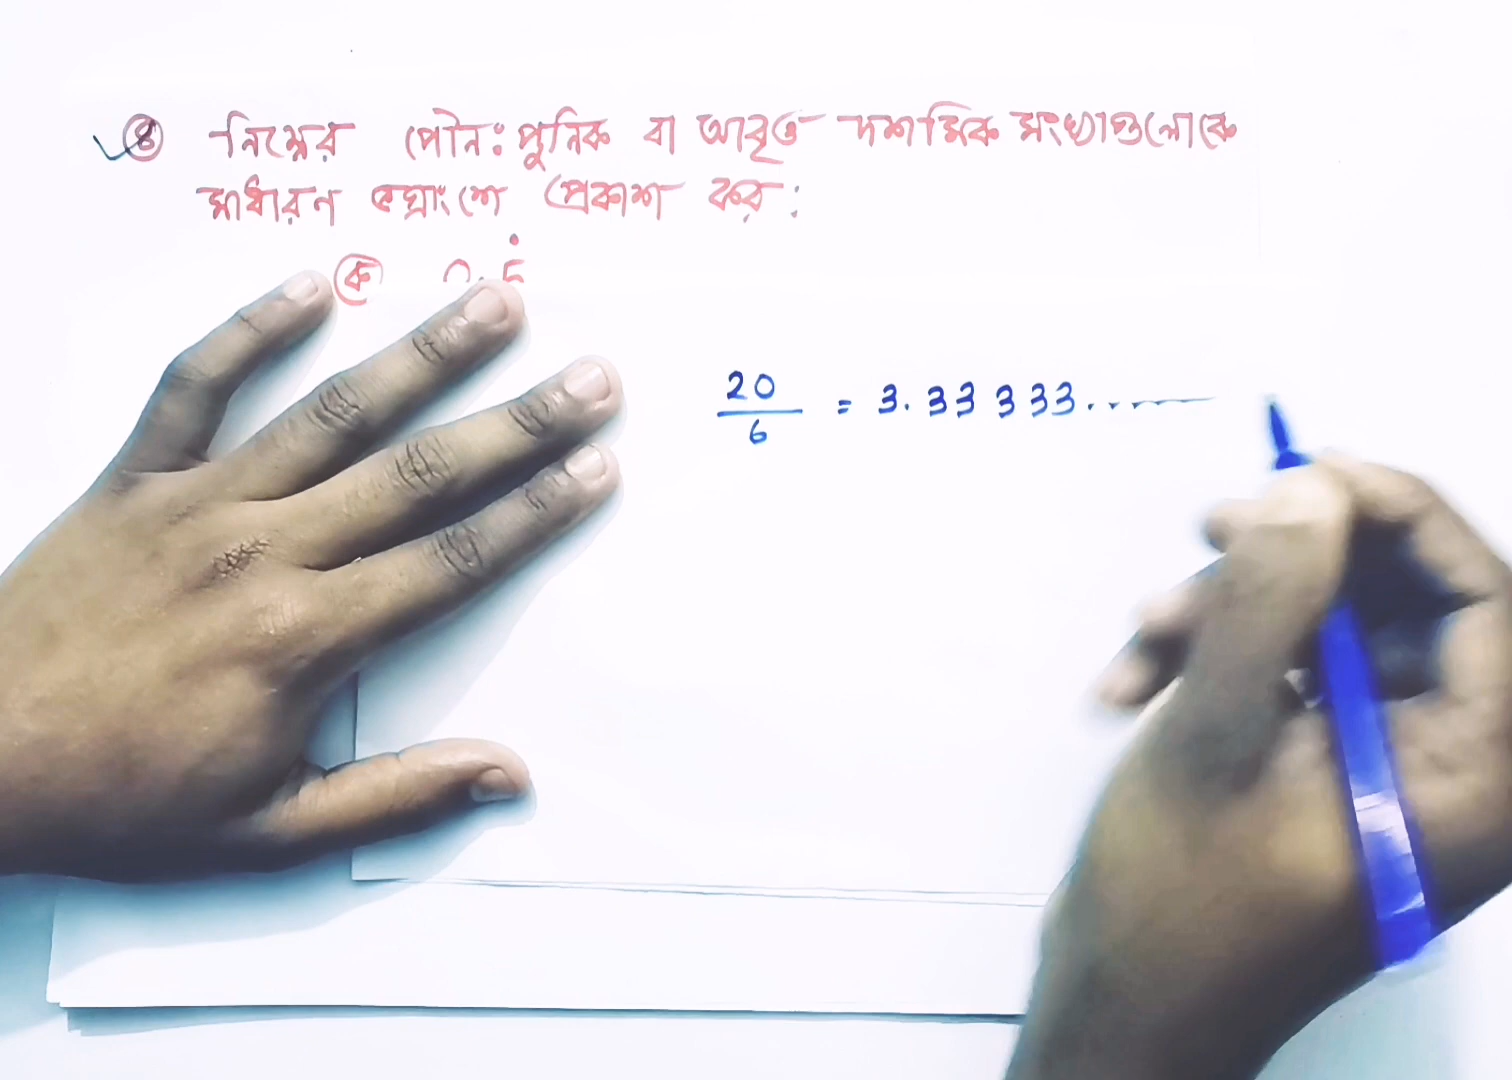 ৪ নিম্নের পৌনঃপুনিক বা আবৃত্ত দশমিক সংখ্যাগুলোকে
সাধারণ ভগ্নাংশে প্রকাশ কর:
ক
20/6 = 3.33333.......